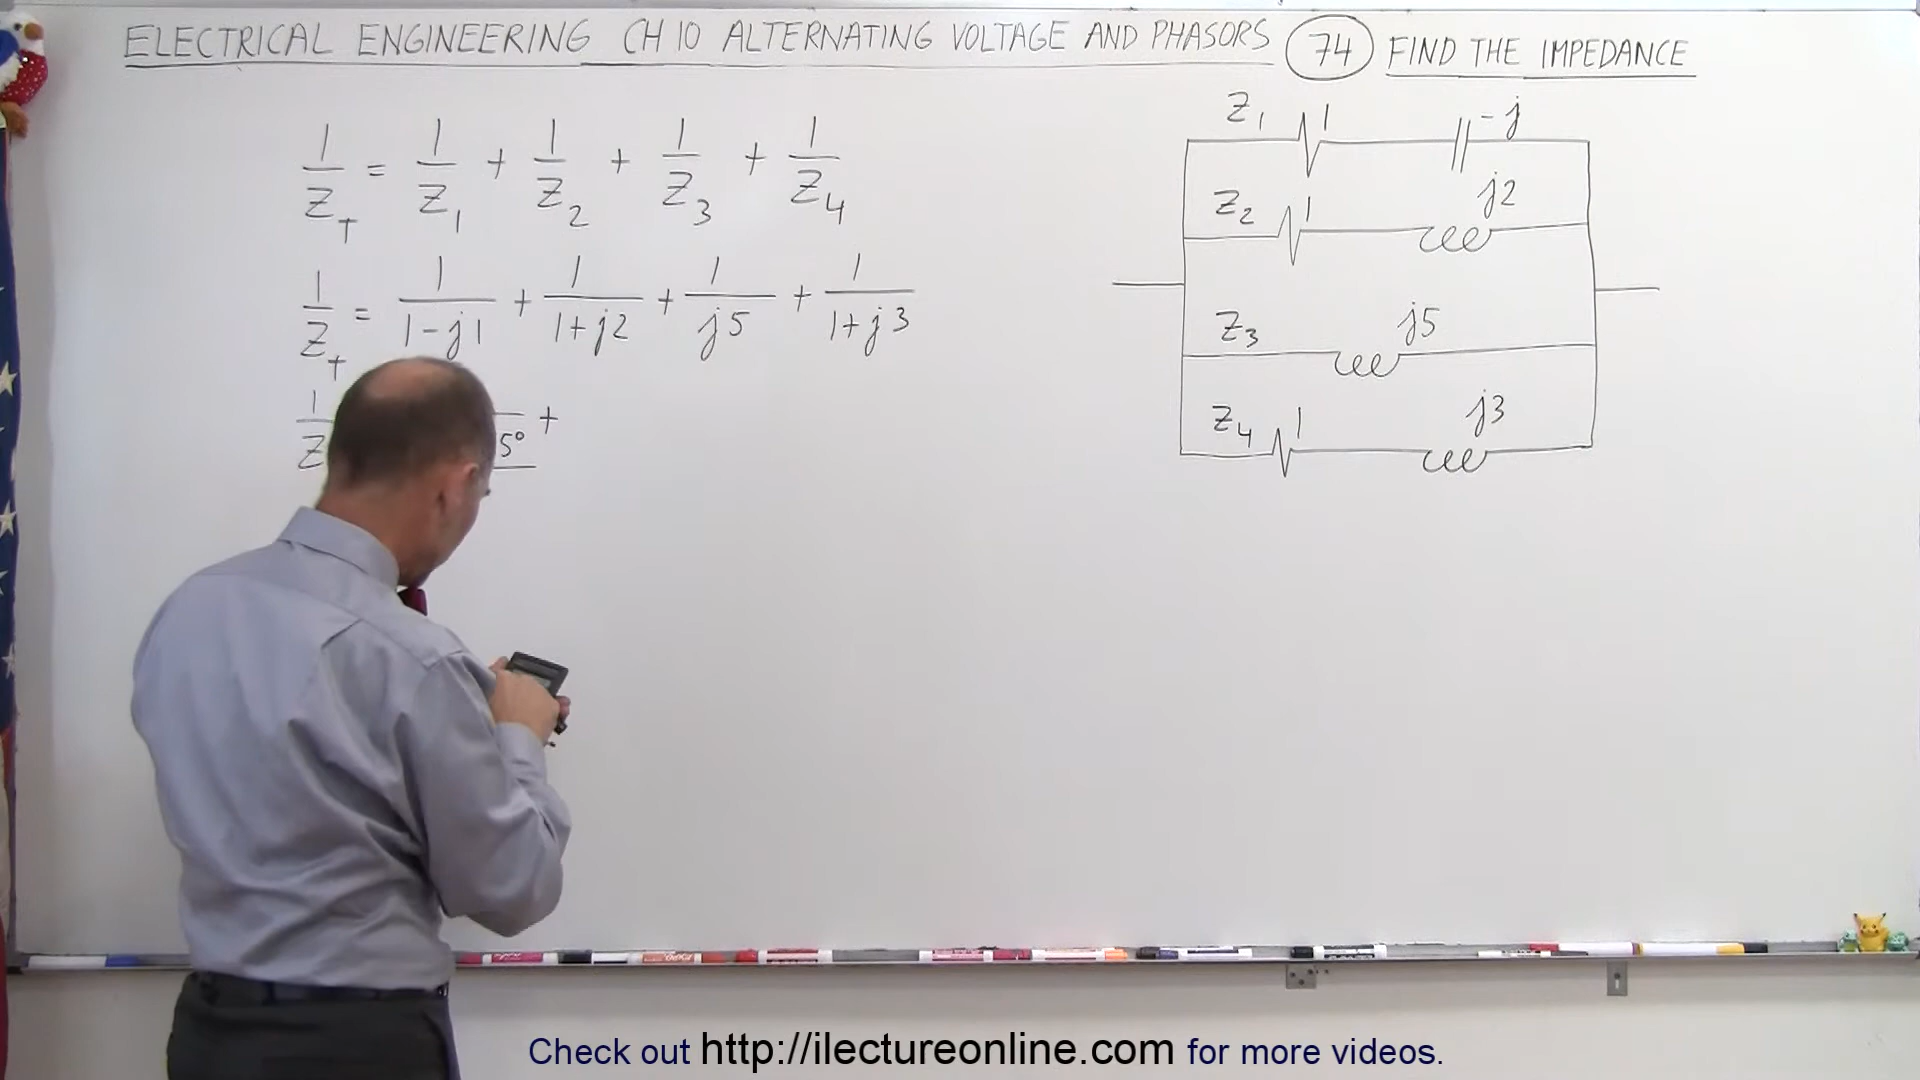 ELECTRICAL ENGINEERING CH 10 ALTERNATING VOLTAGE AND PHASORS 74 FIND THE IMPEDANCE
1/Z_T = 1/Z_1 + 1/Z_2 + 1/Z_3 + 1/Z_4
1/Z_T = 1/(1-j1) + 1/(1+j2) + 1/(j5) + 1/(1+j3)
1/Z 5° +
Z_1 1 -j
Z_2 1 j2
Z_3 j5
Z_4 1 j3
Check out http://ilectureonline.com for more videos.